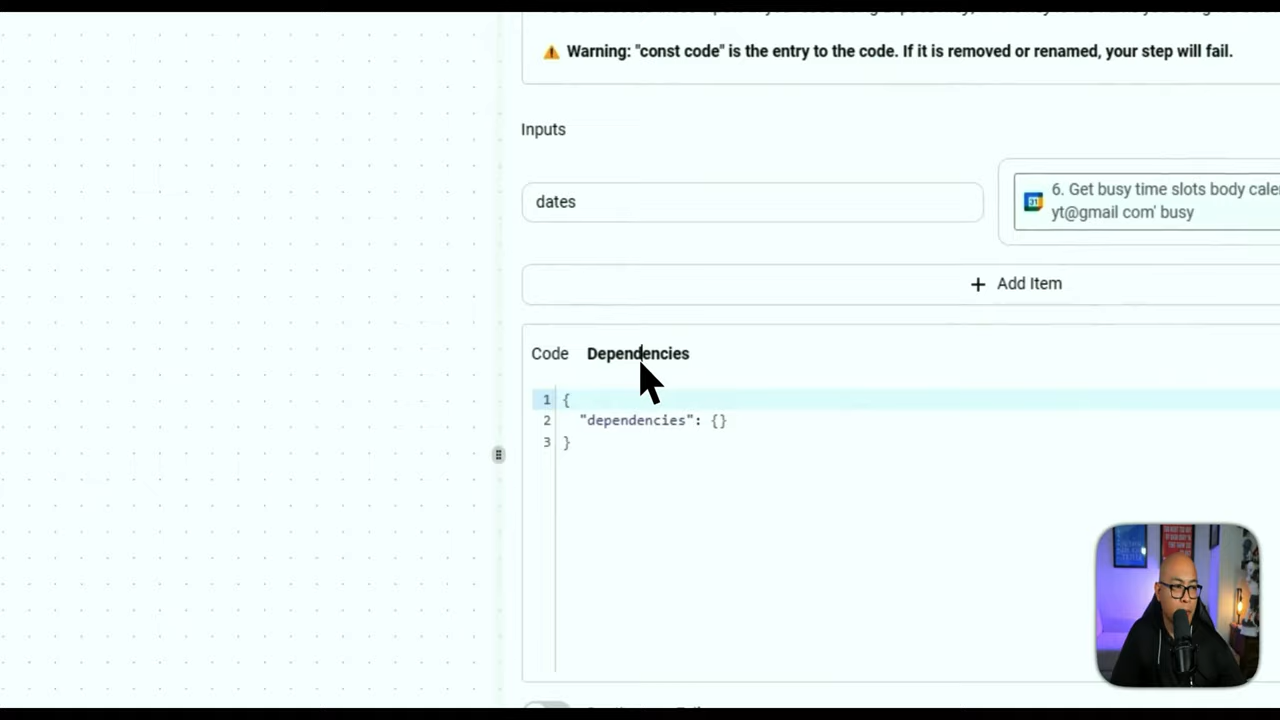 Warning: "const code" is the entry to the code. If it is removed or renamed, your step will fail.
Inputs
dates
6. Get busy time slots body
yt@gmail com' busy
+ Add Item
Code Dependencies
1 {
2 "dependencies": {}
3 }